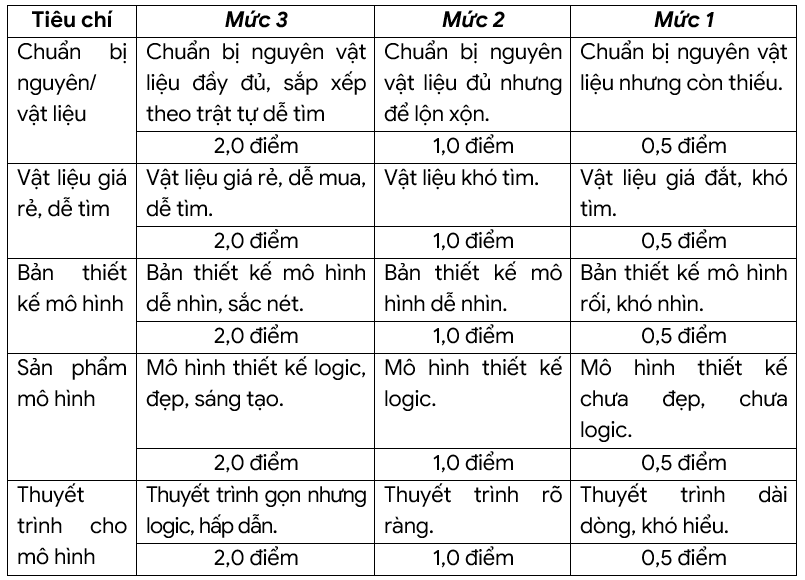 Tiêu chí Mức 3 Mức 2 Mức 1
Chuẩn bị nguyên/ vật liệu
Chuẩn bị nguyên vật
liệu đầy đủ, sắp xếp
theo trật tự dễ tìm
Chuẩn bị nguyên
vật liệu đủ nhưng
để lộn xộn.
Chuẩn bị nguyên vật
liệu nhưng còn thiếu.
2,0 điểm 1,0 điểm 0,5 điểm
Vật liệu giá
rẻ, dễ tìm
Vật liệu giá rẻ, dễ mua,
dễ tìm.
Vật liệu khó tìm.
Vật liệu giá đắt, khó
tìm.
2,0 điểm 1,0 điểm 0,5 điểm
Bản thiết
kế mô hình
Bản thiết kế mô hình
dễ nhìn, sắc nét.
Bản thiết kế mô
hình dễ nhìn.
Bản thiết kế mô hình
rối, khó nhìn.
2,0 điểm 1,0 điểm 0,5 điểm
Sản phẩm
mô hình
Mô hình thiết kế logic,
đẹp, sáng tạo.
Mô hình thiết kế
logic.
Mô hình thiết kế
chưa đẹp, chưa
logic.
2,0 điểm 1,0 điểm 0,5 điểm
Thuyết
trình cho
mô hình
Thuyết trình gọn nhưng
logic, hấp dẫn.
Thuyết trình rõ
ràng.
Thuyết trình dài
dòng, khó hiểu.
2,0 điểm 1,0 điểm 0,5 điểm